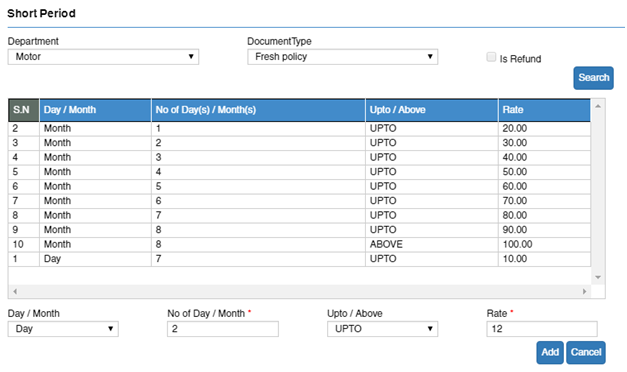 Short Period
Department DocumentType
Motor Fresh policy Is Refund
Search
S.N Day / Month No of Day(s) / Month(s) Upto / Above Rate
2 Month 1 UPTO 20.00
3 Month 2 UPTO 30.00
4 Month 3 UPTO 40.00
5 Month 4 UPTO 50.00
6 Month 5 UPTO 60.00
7 Month 6 UPTO 70.00
8 Month 7 UPTO 80.00
9 Month 8 UPTO 90.00
10 Month 8 ABOVE 100.00
1 Day 7 UPTO 10.00
Day / Month No of Day / Month * Upto / Above Rate *
Day 2 UPTO 12
Add Cancel